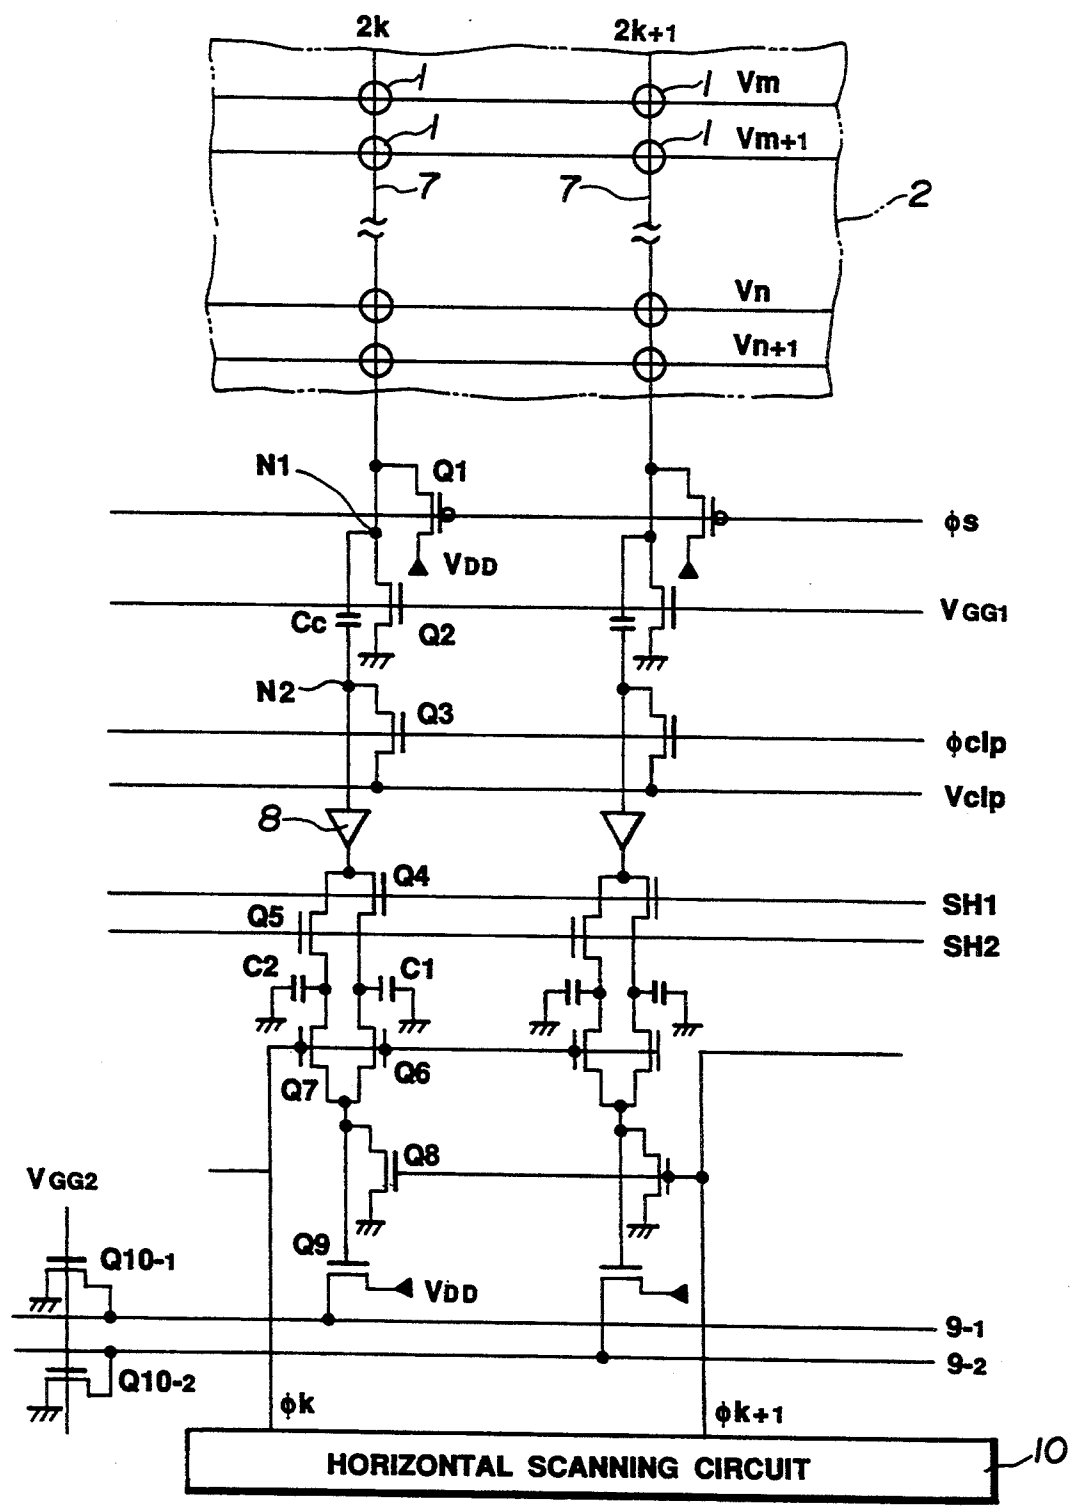 2k 2k+1
1 1 Vm
1 1 Vm+1
7 7
2
Vn
Vn+1
N1 Q1
φs
VDD
VGG1
Cc Q2
N2 Q3
φclp
Vclp
8
Q4
SH1
Q5
SH2
C2 C1
Q7 Q6
Q8
VGG2
Q9
Q10-1
VDD
9-1
9-2
Q10-2
φk φk+1
HORIZONTAL SCANNING CIRCUIT 10